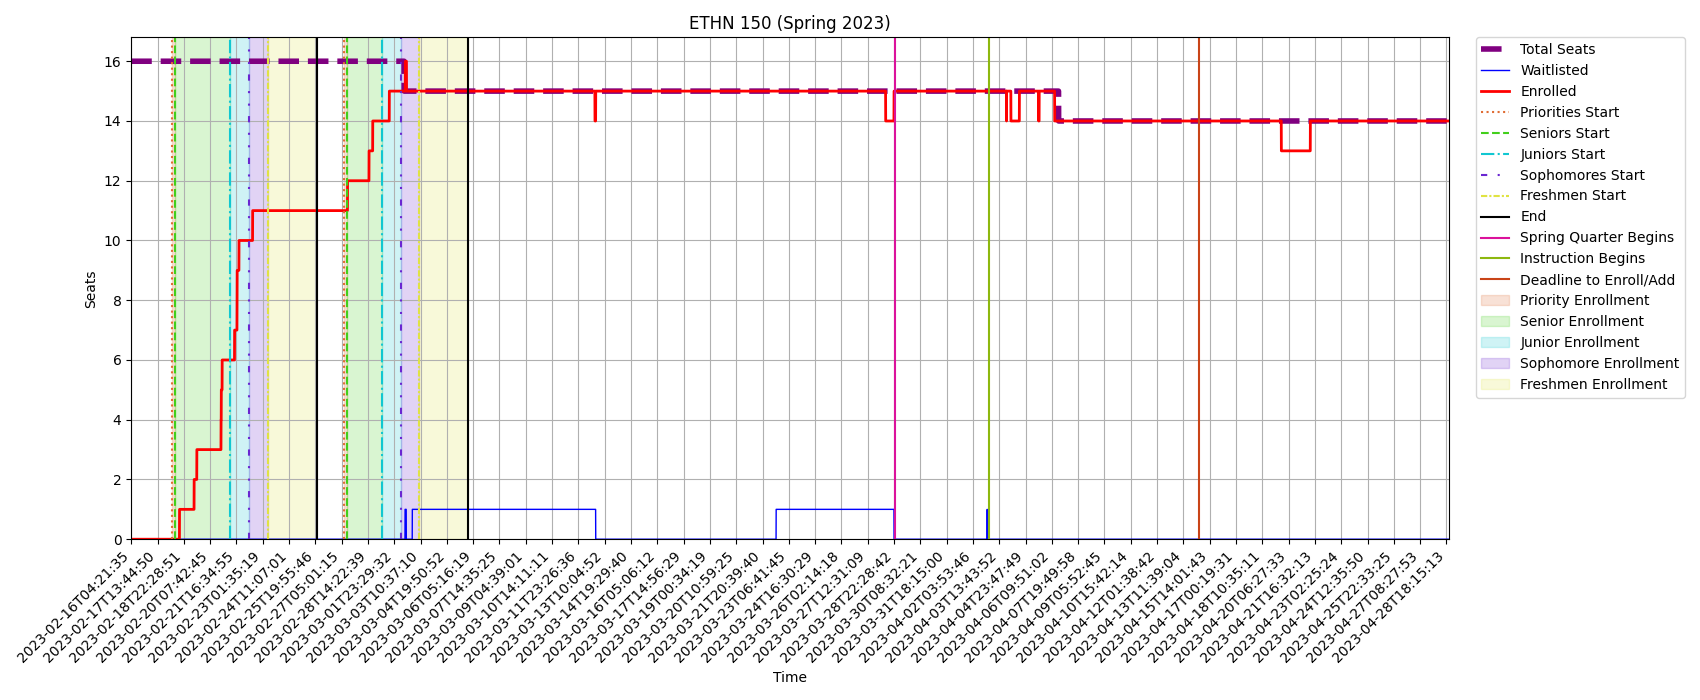 ETHN 150 (Spring 2023)
Seats
16
14
12
10
8
6
4
2
0
2023-02-16T04:21:35
2023-02-17T13:44:50
2023-02-18T22:28:51
2023-02-20T07:42:45
2023-02-21T16:34:55
2023-02-23T01:35:19
2023-02-24T11:07:01
2023-02-25T19:55:46
2023-02-27T05:01:15
2023-02-28T14:22:39
2023-03-01T23:29:32
2023-03-03T10:37:10
2023-03-04T19:50:52
2023-03-06T05:16:19
2023-03-07T14:35:25
2023-03-09T04:39:01
2023-03-10T14:11:11
2023-03-11T23:26:36
2023-03-13T10:04:52
2023-03-14T19:29:40
2023-03-16T05:06:12
2023-03-17T14:56:29
2023-03-19T00:34:19
2023-03-20T10:59:25
2023-03-21T20:39:40
2023-03-23T06:41:45
2023-03-24T16:30:29
2023-03-26T02:14:18
2023-03-27T12:31:09
2023-03-28T22:28:42
2023-03-30T08:32:21
2023-03-31T18:15:00
2023-04-02T03:53:46
2023-04-03T13:43:52
2023-04-04T23:47:49
2023-04-06T09:51:02
2023-04-07T19:49:58
2023-04-09T05:52:45
2023-04-10T15:42:14
2023-04-12T01:38:42
2023-04-13T11:39:04
2023-04-15T14:01:43
2023-04-17T00:19:31
2023-04-18T10:35:11
2023-04-20T06:27:33
2023-04-21T16:32:13
2023-04-23T02:25:24
2023-04-24T12:35:50
2023-04-25T22:33:25
2023-04-27T08:27:53
2023-04-28T18:15:13
Time
Total Seats
Waitlisted
Enrolled
Priorities Start
Seniors Start
Juniors Start
Sophomores Start
Freshmen Start
End
Spring Quarter Begins
Instruction Begins
Deadline to Enroll/Add
Priority Enrollment
Senior Enrollment
Junior Enrollment
Sophomore Enrollment
Freshmen Enrollment